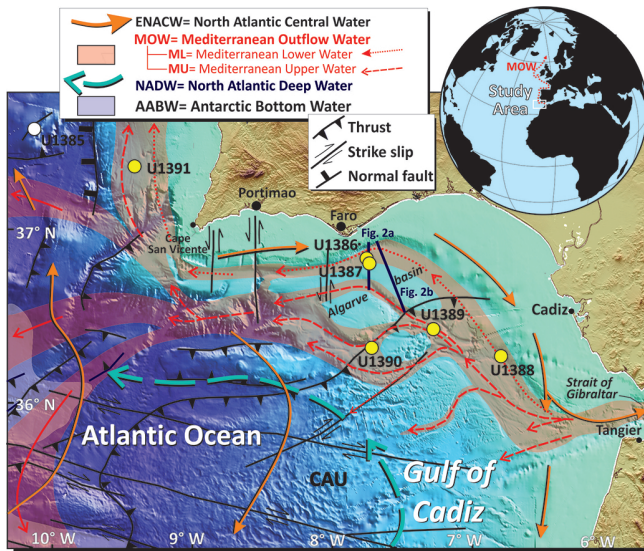 ENACW= North Atlantic Central Water
MOW= Mediterranean Outflow Water
ML= Mediterranean Lower Water
MU= Mediterranean Upper Water
NADW= North Atlantic Deep Water
AABW= Antarctic Bottom Water
MOW
Study
Area
Thrust
Strike slip
Normal fault
U1385
U1391
Portimao
Faro
Cape
San Vicente
37° N
U1386
U1387
Fig. 2a
basin
Algarve
Fig. 2b
Cadiz
U1389
U1390
U1388
Strait of
Gibraltar
36° N
Tangier
Atlantic Ocean
CAU
Gulf of
Cadiz
10° W
9° W
8° W
7° W
6° W